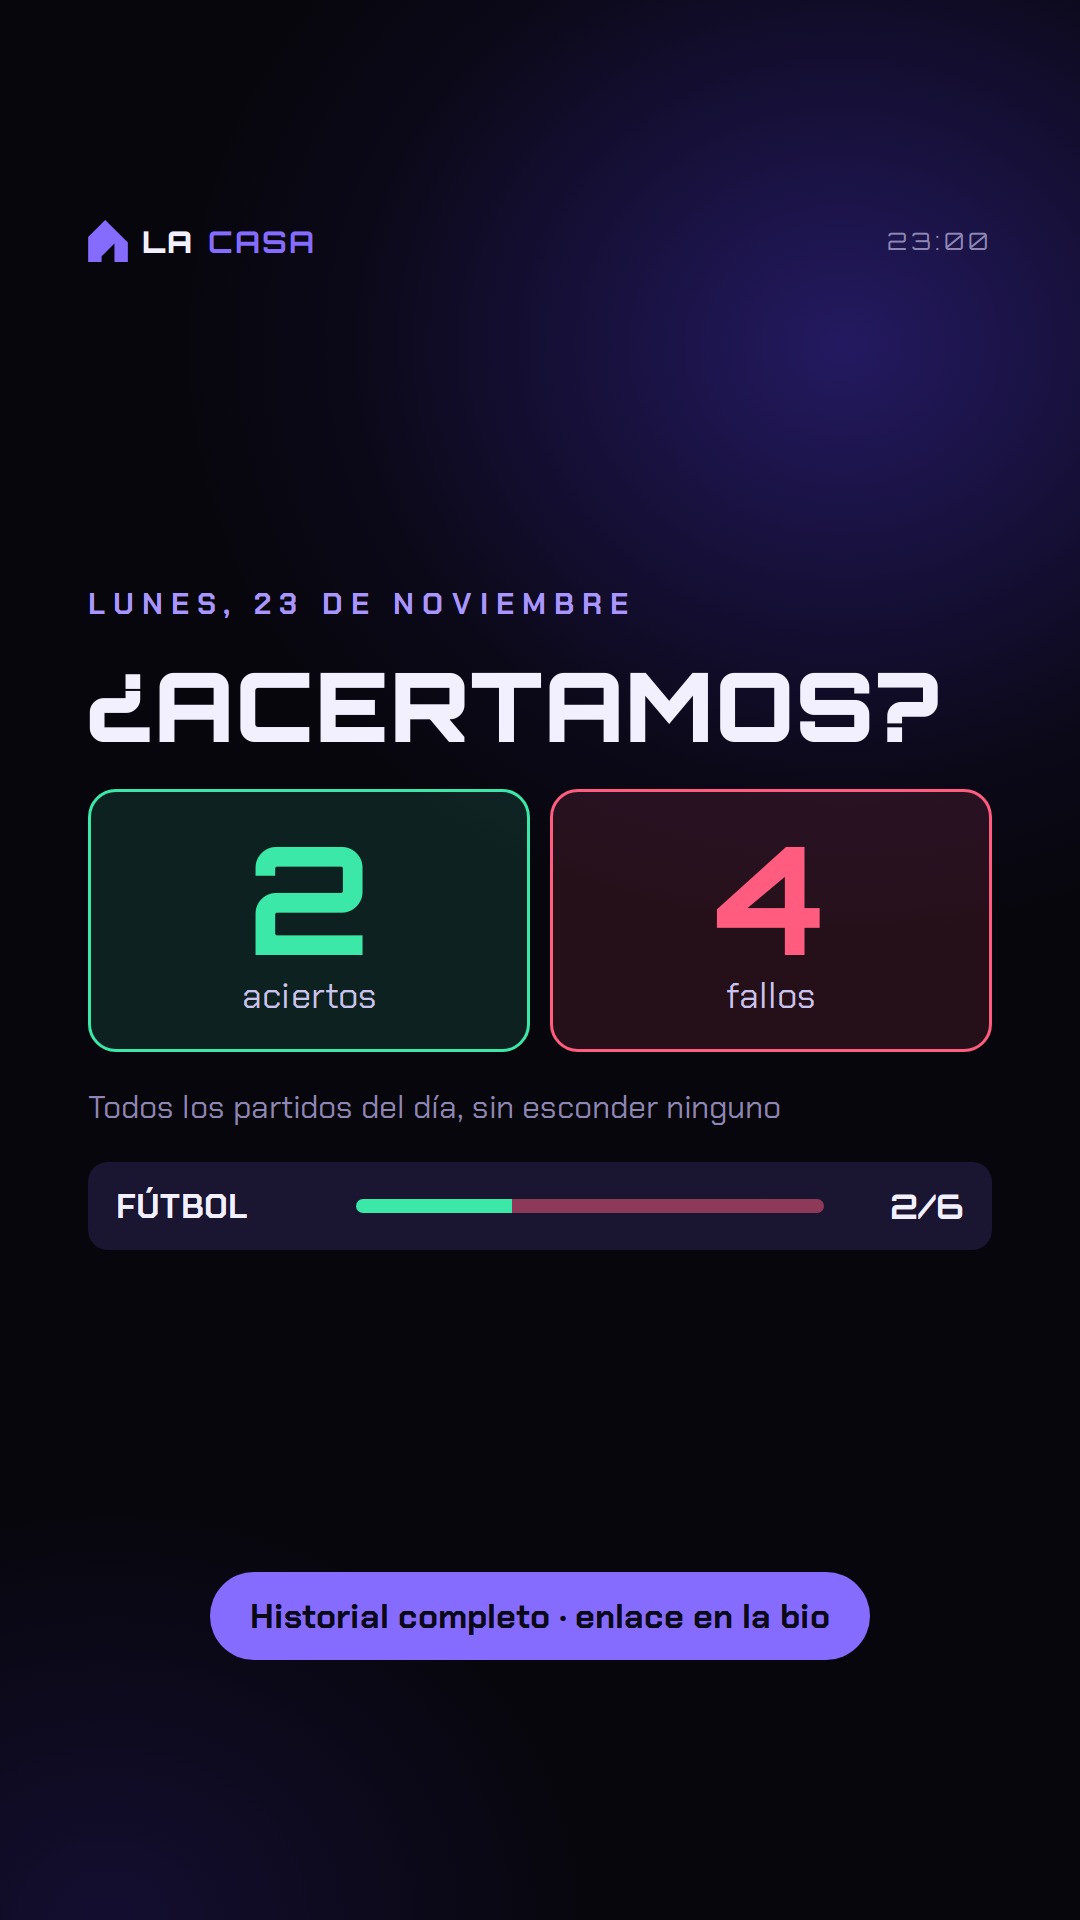 LA CASA
23:00
LUNES, 23 DE NOVIEMBRE
¿ACERTAMOS?
2
aciertos
4
fallos
Todos los partidos del día, sin esconder ninguno
FÚTBOL
2/6
Historial completo · enlace en la bio